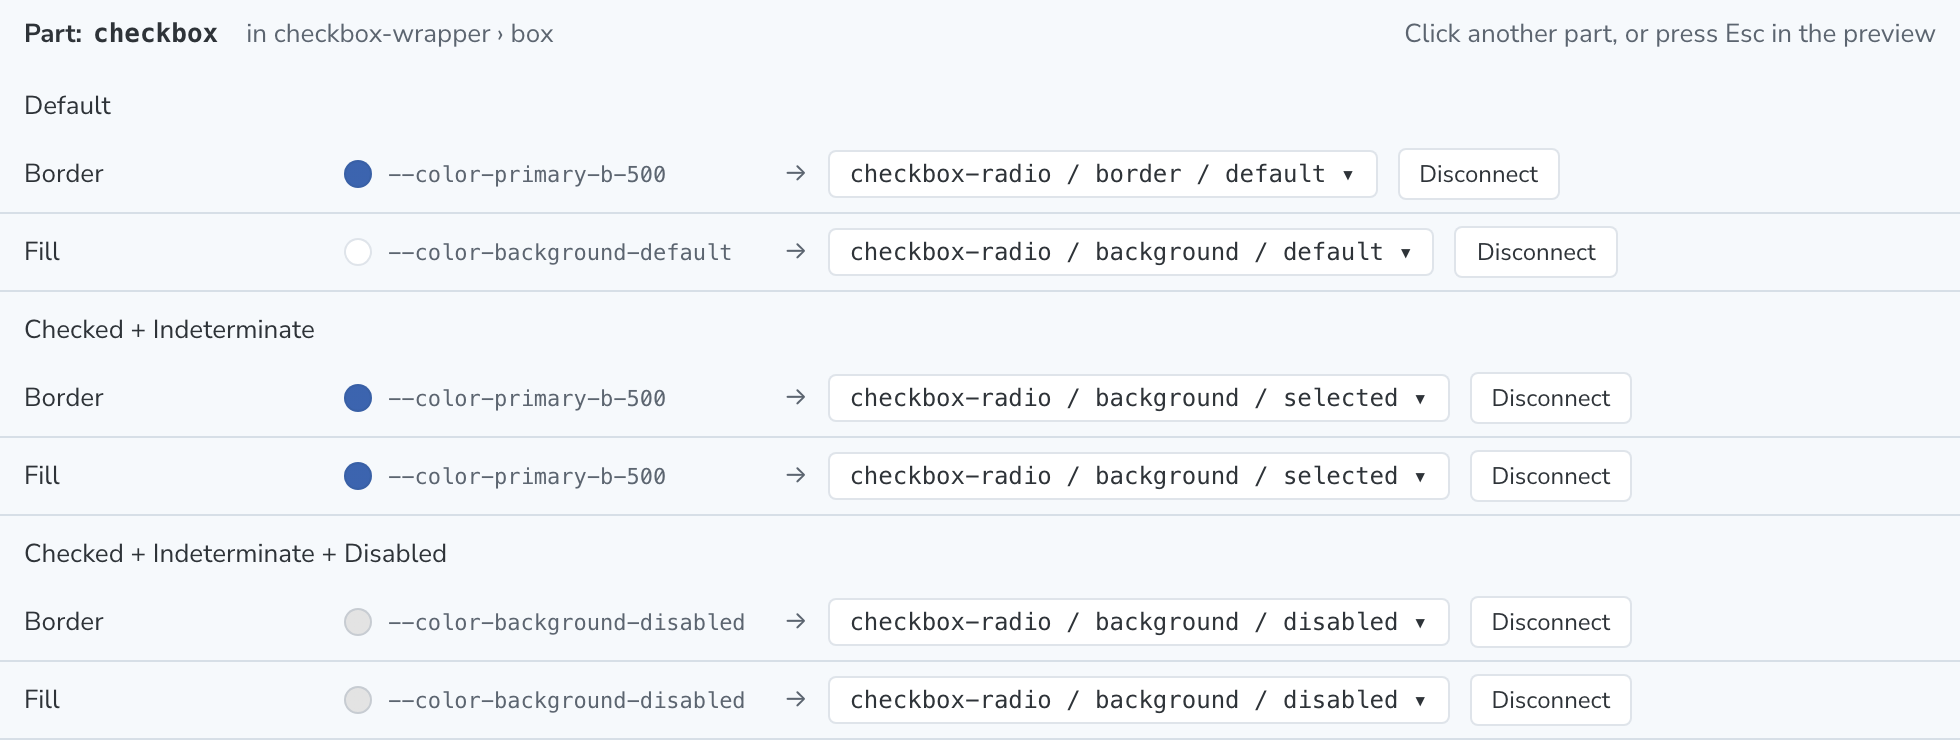 Part: checkbox in checkbox-wrapper › box Click another part, or press Esc in the preview
Default
Border --color-primary-b-500 → checkbox-radio / border / default ▾ Disconnect
Fill --color-background-default → checkbox-radio / background / default ▾ Disconnect
Checked + Indeterminate
Border --color-primary-b-500 → checkbox-radio / background / selected ▾ Disconnect
Fill --color-primary-b-500 → checkbox-radio / background / selected ▾ Disconnect
Checked + Indeterminate + Disabled
Border --color-background-disabled → checkbox-radio / background / disabled ▾ Disconnect
Fill --color-background-disabled → checkbox-radio / background / disabled ▾ Disconnect